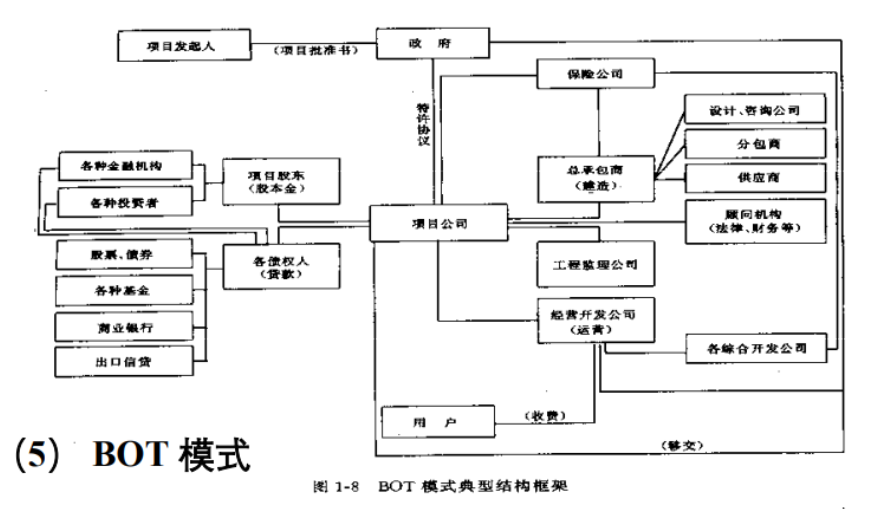 项目发起人
(项目批准书)
政 府
保险公司
特许协议
设计、咨询公司
分包商
供应商
总承包商
(建造)
各种金融机构
各种投资者
项目股东
(股本金)
项目公司
顾问机构
(法律、财务等)
股票、债券
各种基金
商业银行
出口信贷
各债权人
(贷款)
工程监理公司
经营开发公司
(运营)
各综合开发公司
用 户
(收费)
(移交)
(5) BOT 模式
图 1-8 BOT 模式典型结构框架